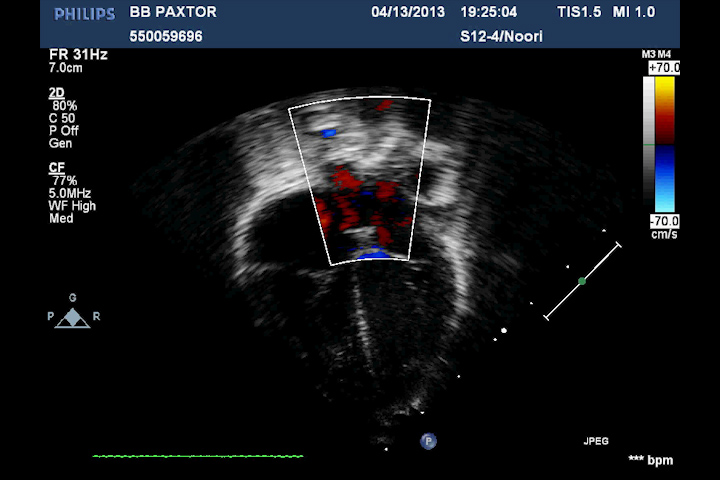 PHILIPS BB PAXTOR 04/13/2013 19:25:04 TIS1.5 MI 1.0
550059696 S12-4/Noori
FR 31Hz
7.0cm
2D
80%
C 50
P Off
Gen
CF
77%
5.0MHz
WF High
Med
M3 M4
+70.0
-70.0
cm/s
G
P R
P
JPEG
*** bpm